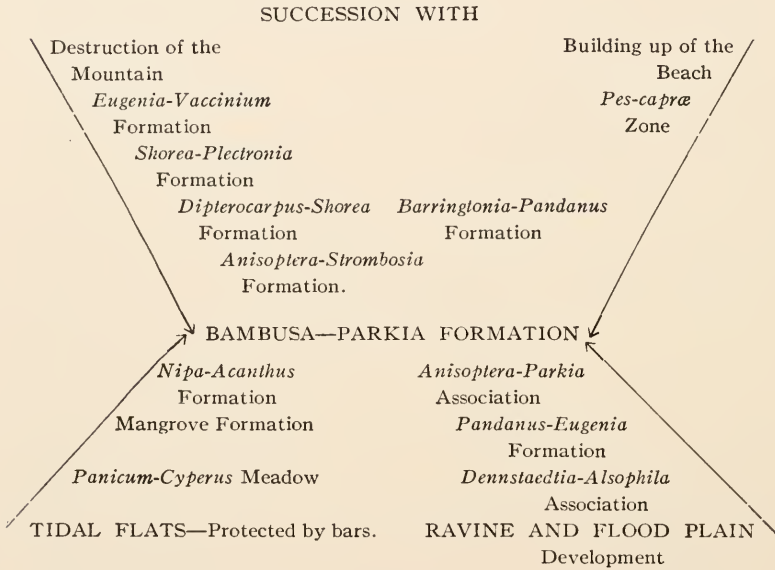 SUCCESSION WITH
Destruction of the
Mountain
Eugenia-Vaccinium
Formation
Shorea-Plectronia
Formation
Dipterocarpus-Shorea
Formation
Anisoptera-Strombosia
Formation.
Building up of the
Beach
Pes-capræ
Zone
Barringtonia-Pandanus
Formation
BAMBUSA—PARKIA FORMATION
Nipa-Acanthus
Formation
Mangrove Formation
Panicum-Cyperus Meadow
TIDAL FLATS—Protected by bars.
Anisoptera-Parkia
Association
Pandanus-Eugenia
Formation
Dennstaedtia-Alsophila
Association
RAVINE AND FLOOD PLAIN
Development